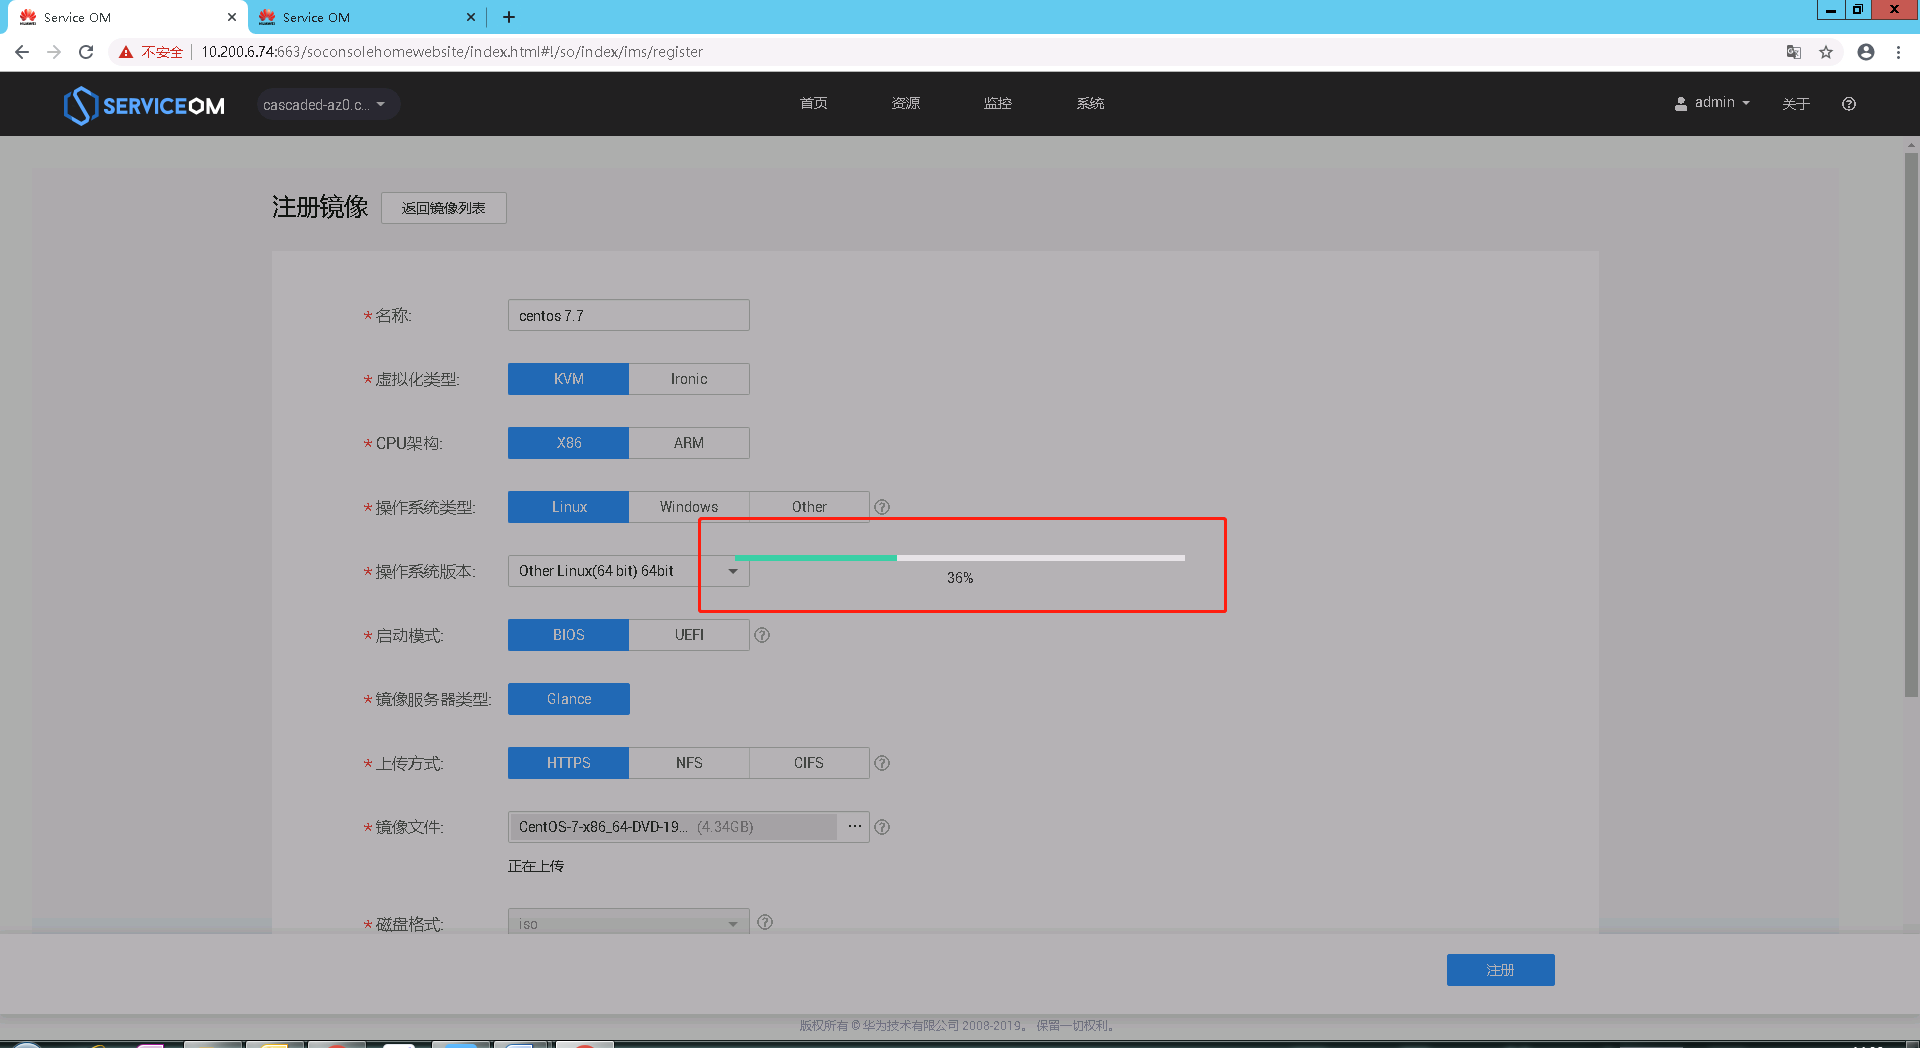 Service OM
Service OM
不安全 10.200.6.74:663/soconsolehomewebsite/index.html#!/so/index/ims/register
SERVICEOM cascaded-az0.c... 首页 资源 监控 系统 admin 关于
注册镜像 返回镜像列表
*名称: centos 7.7
*虚拟化类型: KVM Ironic
*CPU架构: X86 ARM
*操作系统类型: Linux Windows Other
*操作系统版本: Other Linux(64 bit) 64bit
36%
*启动模式: BIOS UEFI
*镜像服务器类型: Glance
*上传方式: HTTPS NFS CIFS
*镜像文件: CentOS-7-x86_64-DVD-19... (4.34GB) ...
正在上传
*磁盘格式: iso
注册
版权所有 © 华为技术有限公司 2008-2019。 保留一切权利。